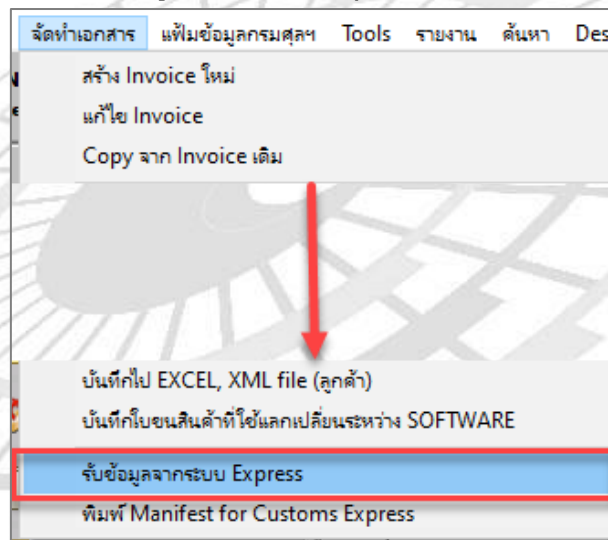 จัดทำเอกสาร แฟ้มข้อมูลกรมศุลฯ Tools รายงาน ค้นหา Des
สร้าง Invoice ใหม่
แก้ไข Invoice
Copy จาก Invoice เดิม
บันทึกไป EXCEL, XML file (ลูกค้า)
บันทึกใบขนสินค้าที่ใช้แลกเปลี่ยนระหว่าง SOFTWARE
รับข้อมูลจากระบบ Express
พิมพ์ Manifest for Customs Express